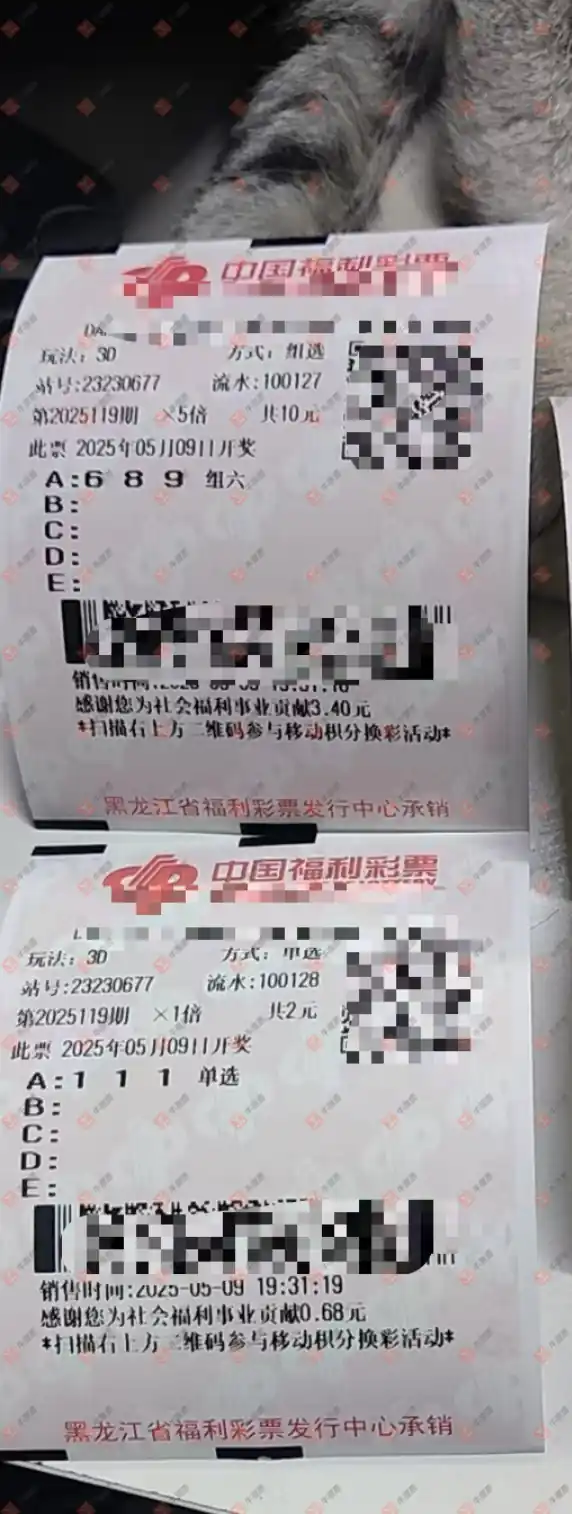 中国福利彩票
玩法：3D 方式：组选
站号:23230677 流水:100127
第2025119期 ×5倍 共10元
此票 2025年05月09日开奖
A:6 8 9 组六
B:
C:
D:
E:
销售时间:
感谢您为社会福利事业贡献3.40元
*扫描右上方二维码参与移动积分换彩活动*
黑龙江省福利彩票发行中心承销
中国福利彩票
玩法：3D 方式：单选
站号:23230677 流水:100128
第2025119期 ×1倍 共2元
此票 2025年05月09日开奖
A:1 1 1 单选
B:
C:
D:
E:
销售时间:2025-05-09 19:31:19
感谢您为社会福利事业贡献0.68元
*扫描右上方二维码参与移动积分换彩活动*
黑龙江省福利彩票发行中心承销